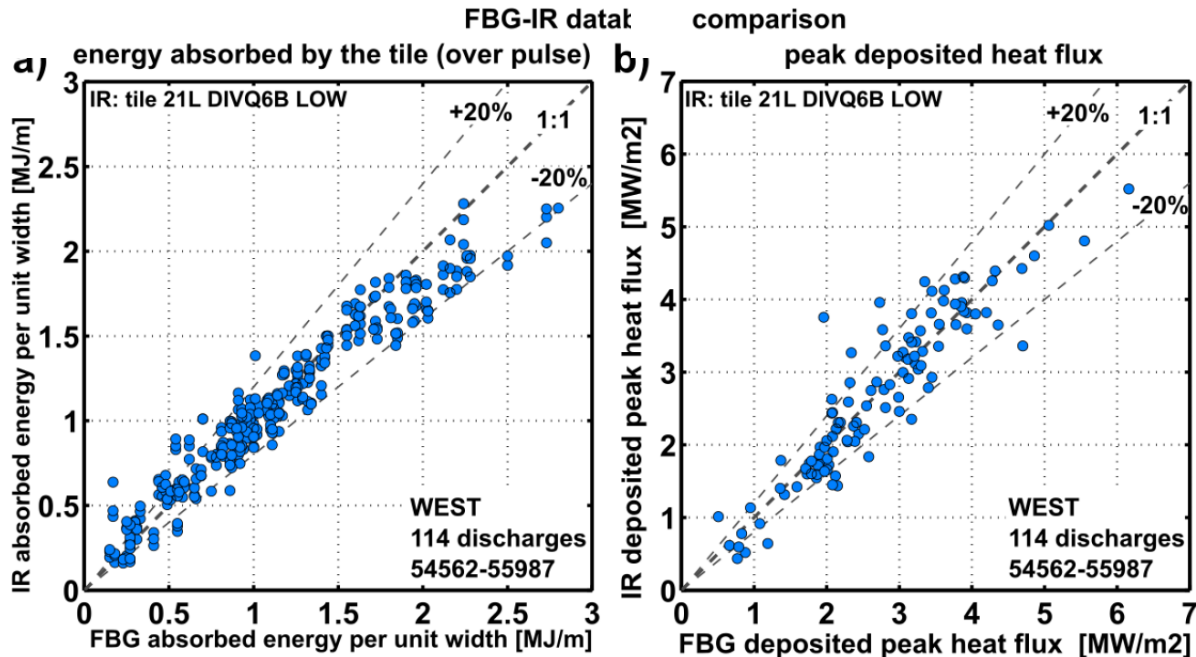 FBG-IR datab comparison
energy absorbed by the tile (over pulse)
a)
3
2.5
2
1.5
1
0.5
0
IR absorbed energy per unit width [MJ/m]
IR: tile 21L DIVQ6B LOW
+20%
1:1
-20%
WEST
114 discharges
54562-55987
0 0.5 1 1.5 2 2.5 3
FBG absorbed energy per unit width [MJ/m]
peak deposited heat flux
b)
7
6
5
4
3
2
1
0
IR deposited peak heat flux [MW/m2]
IR: tile 21L DIVQ6B LOW
+20%
1:1
-20%
WEST
114 discharges
54562-55987
0 1 2 3 4 5 6 7
FBG deposited peak heat flux [MW/m2]